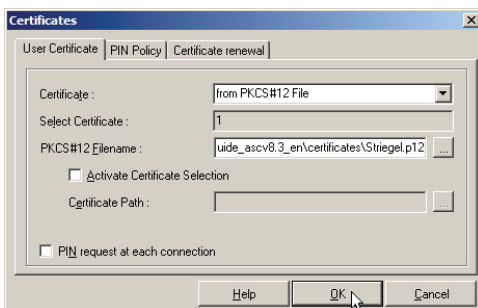 Certificates
User Certificate PIN Policy Certificate renewal
Certificate : from PKCS#12 File
Select Certificate : 1
PKCS#12 Filename : uide_ascv8.3_en\certificates\Striegel.p12 ...
Activate Certificate Selection
Certificate Path : ...
PIN request at each connection
Help OK Cancel